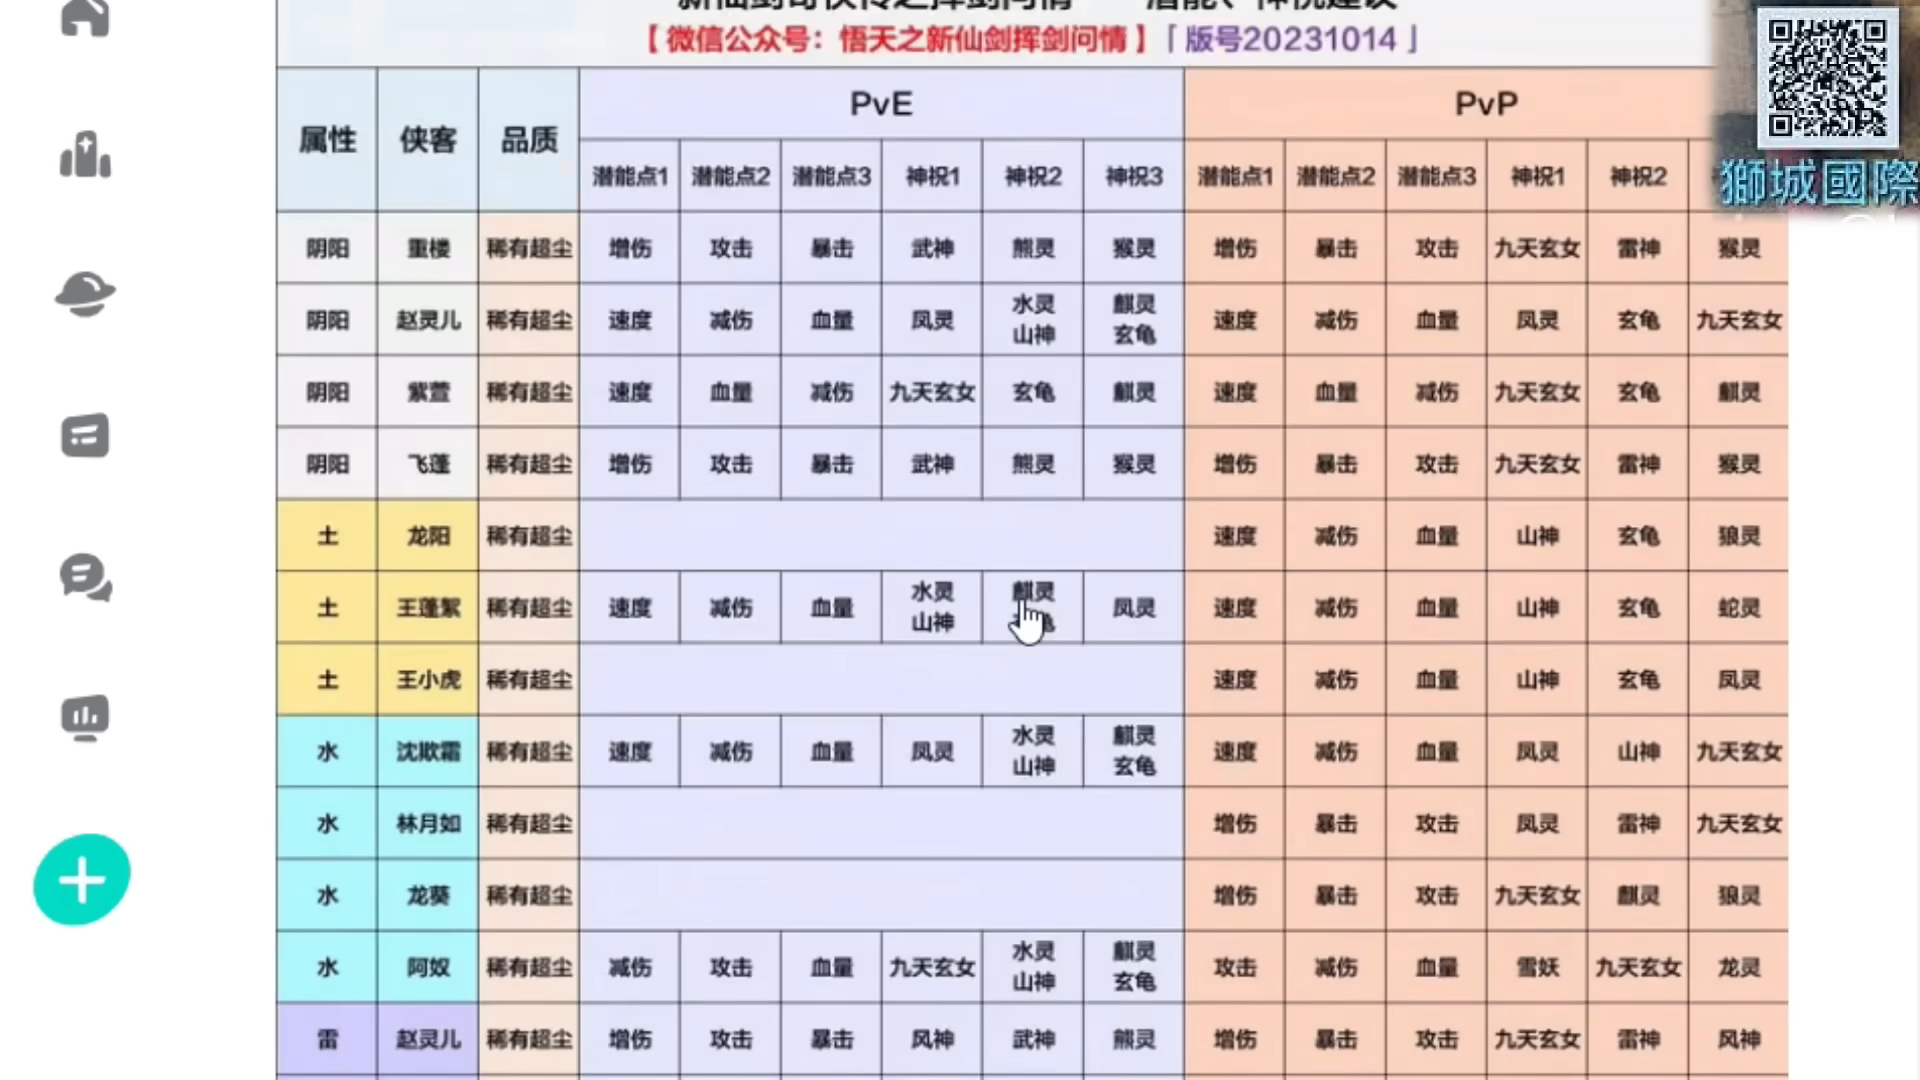 新仙剑奇侠传之挥剑问情 潜能、神祝建议
【微信公众号：悟天之新仙剑挥剑问情】「版号20231014」
獅城國際
属性 侠客 品质 PvE PvP
潜能点1 潜能点2 潜能点3 神祝1 神祝2 神祝3 潜能点1 潜能点2 潜能点3 神祝1 神祝2
阴阳 重楼 稀有超尘 增伤 攻击 暴击 武神 熊灵 猴灵 增伤 暴击 攻击 九天玄女 雷神 猴灵
阴阳 赵灵儿 稀有超尘 速度 减伤 血量 凤灵 水灵 山神 麒灵 玄龟 速度 减伤 血量 凤灵 玄龟 九天玄女
阴阳 紫萱 稀有超尘 速度 血量 减伤 九天玄女 玄龟 麒灵 速度 血量 减伤 九天玄女 玄龟 麒灵
阴阳 飞蓬 稀有超尘 增伤 攻击 暴击 武神 熊灵 猴灵 增伤 暴击 攻击 九天玄女 雷神 猴灵
土 龙阳 稀有超尘 速度 减伤 血量 山神 玄龟 狼灵
土 王蓬絮 稀有超尘 速度 减伤 血量 水灵 山神 麒灵 龟 凤灵 速度 减伤 血量 山神 玄龟 蛇灵
土 王小虎 稀有超尘 速度 减伤 血量 山神 玄龟 凤灵
水 沈欺霜 稀有超尘 速度 减伤 血量 凤灵 水灵 山神 麒灵 玄龟 速度 减伤 血量 凤灵 山神 九天玄女
水 林月如 稀有超尘 增伤 暴击 攻击 凤灵 雷神 九天玄女
水 龙葵 稀有超尘 增伤 暴击 攻击 九天玄女 麒灵 狼灵
水 阿奴 稀有超尘 减伤 攻击 血量 九天玄女 水灵 山神 麒灵 玄龟 攻击 减伤 血量 雪妖 九天玄女 龙灵
雷 赵灵儿 稀有超尘 增伤 攻击 暴击 风神 武神 熊灵 增伤 暴击 攻击 九天玄女 雷神 风神